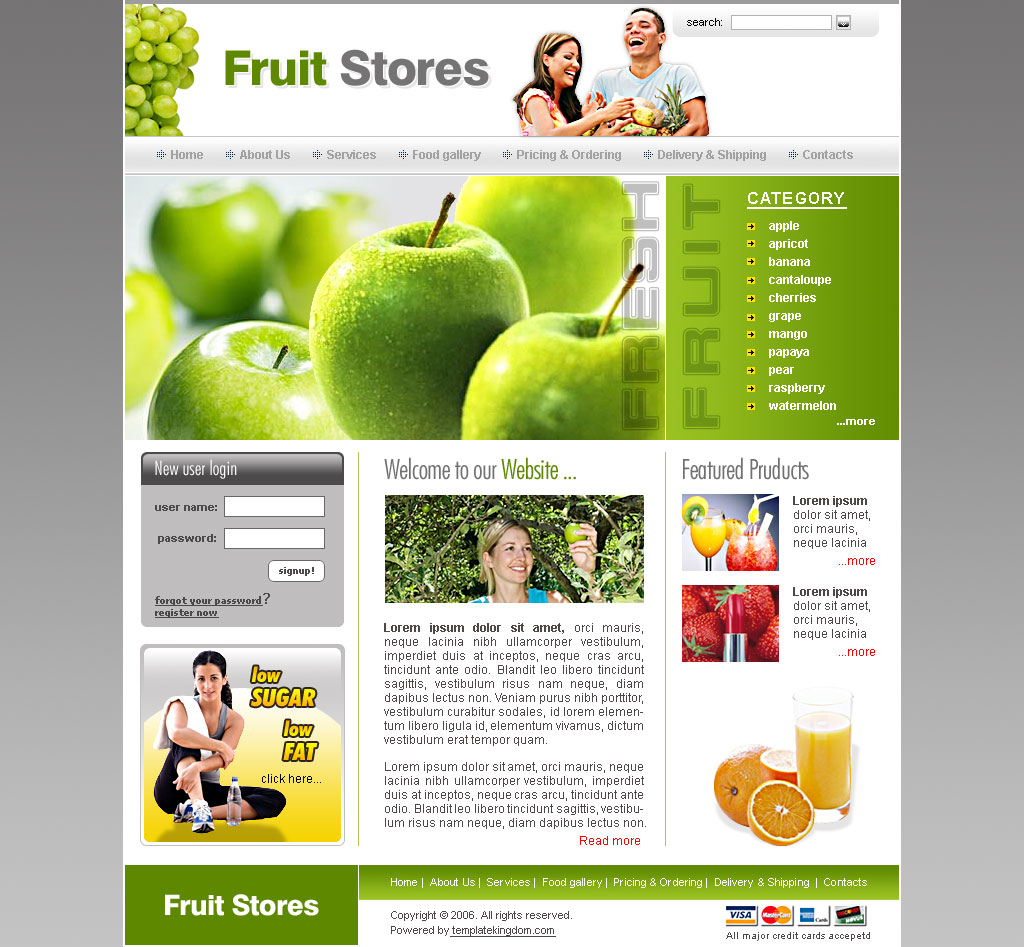 search:
Fruit Stores
Home About Us Services Food gallery Pricing & Ordering Delivery & Shipping Contacts
FRESH
FRUIT
CATEGORY
apple
apricot
banana
cantaloupe
cherries
grape
mango
papaya
pear
raspberry
watermelon
...more
New user login
user name:
password:
signup!
forgot your password?
register now
low
SUGAR
low
FAT
click here...
Welcome to our Website ...
Lorem ipsum dolor sit amet, orci mauris,
neque lacinia nibh ullamcorper vestibulum,
imperdiet duis at inceptos, neque cras arcu,
tincidunt ante odio. Blandit leo libero tincidunt
sagittis, vestibulum risus nam neque, diam
dapibus lectus non. Veniam purus nibh porttitor,
vestibulum curabitur sodales, id lorem elemen-
tum libero ligula id, elementum vivamus, dictum
vestibulum erat tempor quam.
Lorem ipsum dolor sit amet, orci mauris, neque
lacinia nibh ullamcorper vestibulum, imperdiet
duis at inceptos, neque cras arcu, tincidunt ante
odio. Blandit leo libero tincidunt sagittis, vestibu-
lum risus nam neque, diam dapibus lectus non.
Read more
Featured Pruducts
Lorem ipsum
dolor sit amet,
orci mauris,
neque lacinia
...more
Lorem ipsum
dolor sit amet,
orci mauris,
neque lacinia
...more
Fruit Stores
Home | About Us | Services | Food gallery | Pricing & Ordering | Delivery & Shipping | Contacts
Copyright © 2006. All rights reserved.
Powered by templatekingdom.com
VISA MasterCard
All major credit cards accepetd